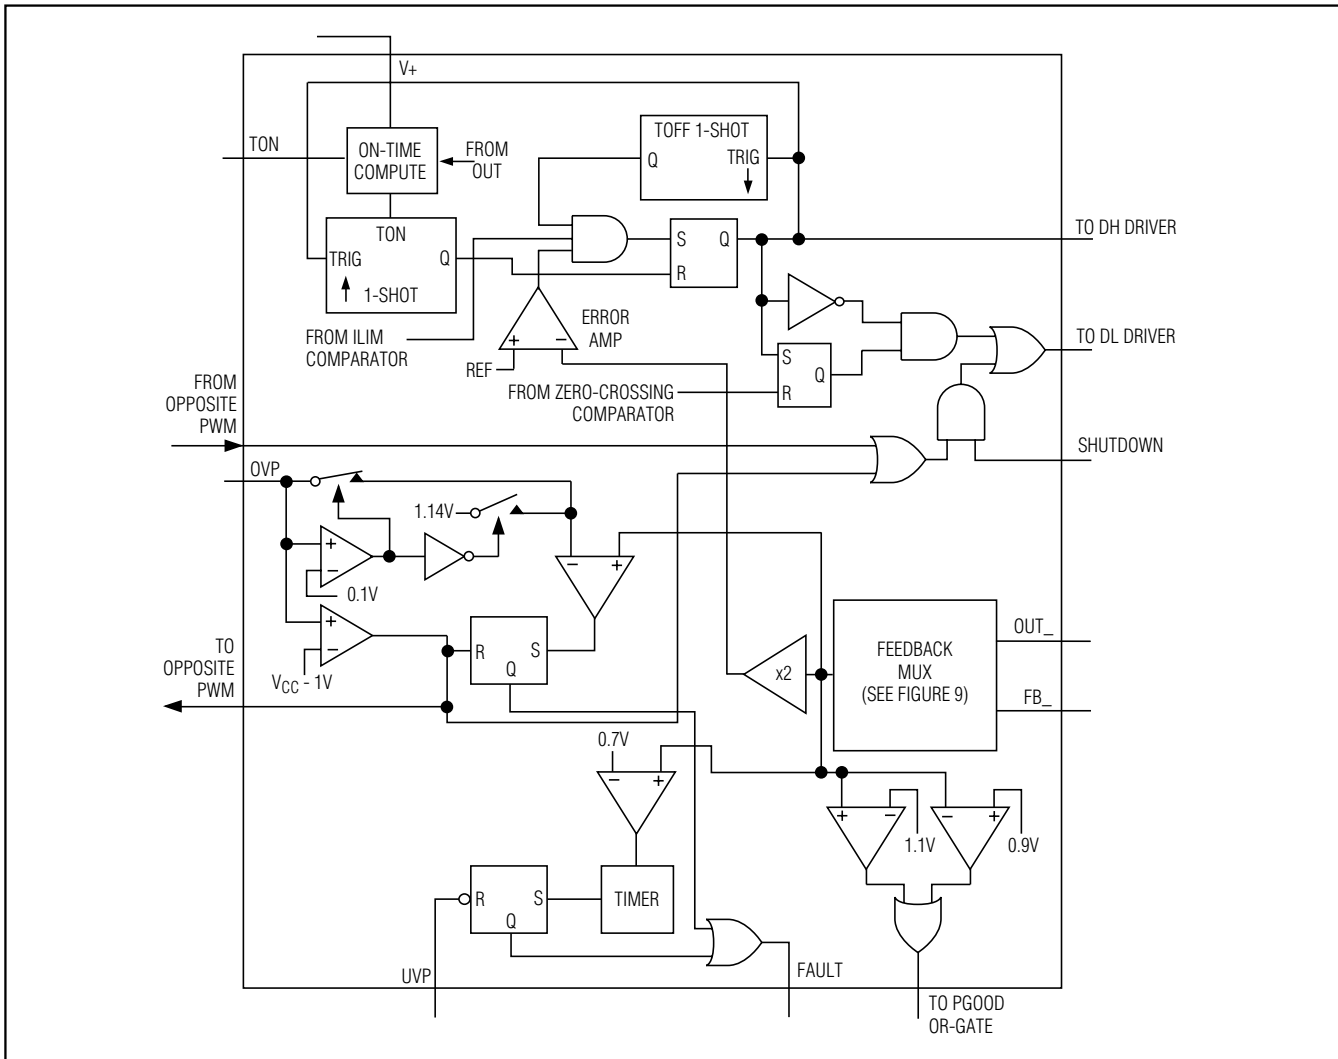 V+
TON
ON-TIME
COMPUTE
FROM
OUT
TOFF 1-SHOT
Q
TRIG
TON
TRIG
Q
1-SHOT
S
Q
R
TO DH DRIVER
FROM ILIM
COMPARATOR
+
−
ERROR
AMP
REF
S
Q
R
TO DL DRIVER
FROM ZERO-CROSSING
COMPARATOR
FROM
OPPOSITE
PWM
SHUTDOWN
OVP
1.14V
+
−
0.1V
−
+
+
−
VCC - 1V
R
S
Q
TO
OPPOSITE
PWM
x2
FEEDBACK
MUX
(SEE FIGURE 9)
OUT_
FB_
0.7V
−
+
+
−
1.1V
−
+
0.9V
R
S
Q
TIMER
UVP
FAULT
TO PGOOD
OR-GATE